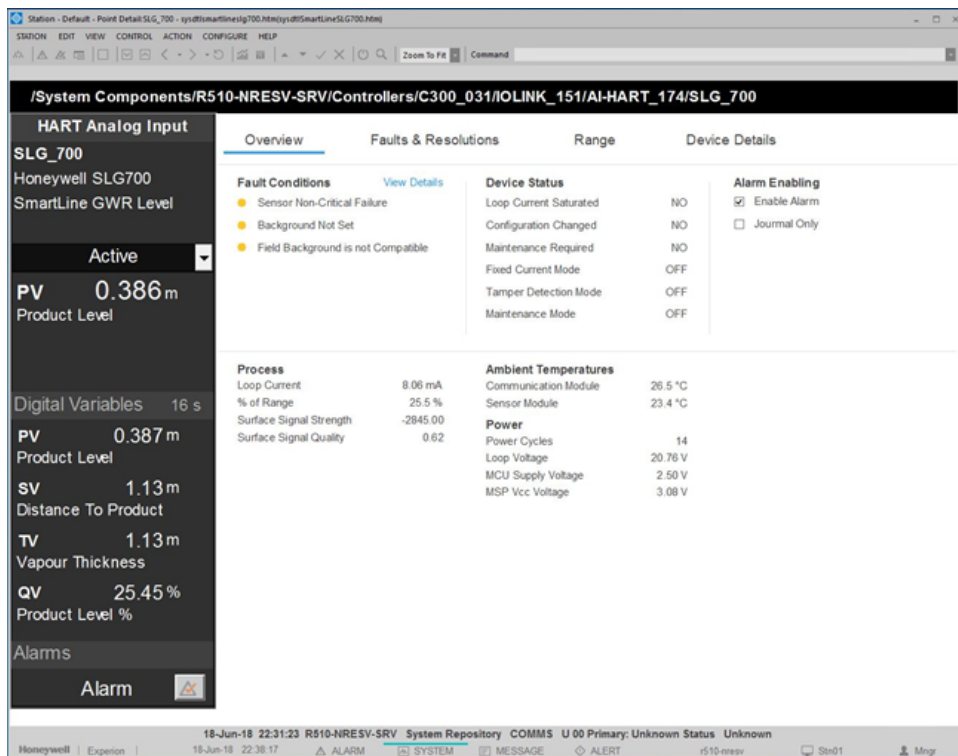 Station - Default - Point Detail:SLG_700 - sysdtlsmartlineslg700.htm(sysdtlSmartLineSLG700.htm)
STATION EDIT VIEW CONTROL ACTION CONFIGURE HELP
Zoom To Fit Command
/System Components/R510-NRESV-SRV/Controllers/C300_031/IOLINK_151/AI-HART_174/SLG_700
HART Analog Input
SLG_700
Honeywell SLG700
SmartLine GWR Level
Active
PV 0.386 m
Product Level
Digital Variables 16 s
PV 0.387 m
Product Level
SV 1.13 m
Distance To Product
TV 1.13 m
Vapour Thickness
QV 25.45 %
Product Level %
Alarms
Alarm
Overview Faults & Resolutions Range Device Details
Fault Conditions View Details
Sensor Non-Critical Failure
Background Not Set
Field Background is not Compatible
Device Status
Loop Current Saturated NO
Configuration Changed NO
Maintenance Required NO
Fixed Current Mode OFF
Tamper Detection Mode OFF
Maintenance Mode OFF
Alarm Enabling
Enable Alarm
Jourmal Only
Process
Loop Current 8.06 mA
% of Range 25.5 %
Surface Signal Strength -2845.00
Surface Signal Quality 0.62
Ambient Temperatures
Communication Module 26.5 °C
Sensor Module 23.4 °C
Power
Power Cycles 14
Loop Voltage 20.76 V
MCU Supply Voltage 2.50 V
MSP Vcc Voltage 3.08 V
18-Jun-18 22:31:23 R510-NRESV-SRV System Repository COMMS U 00 Primary: Unknown Status Unknown
Honeywell | Experion | 18-Jun-18 22:38:17 ALARM SYSTEM MESSAGE ALERT r510-nresv Stn01 Mngr